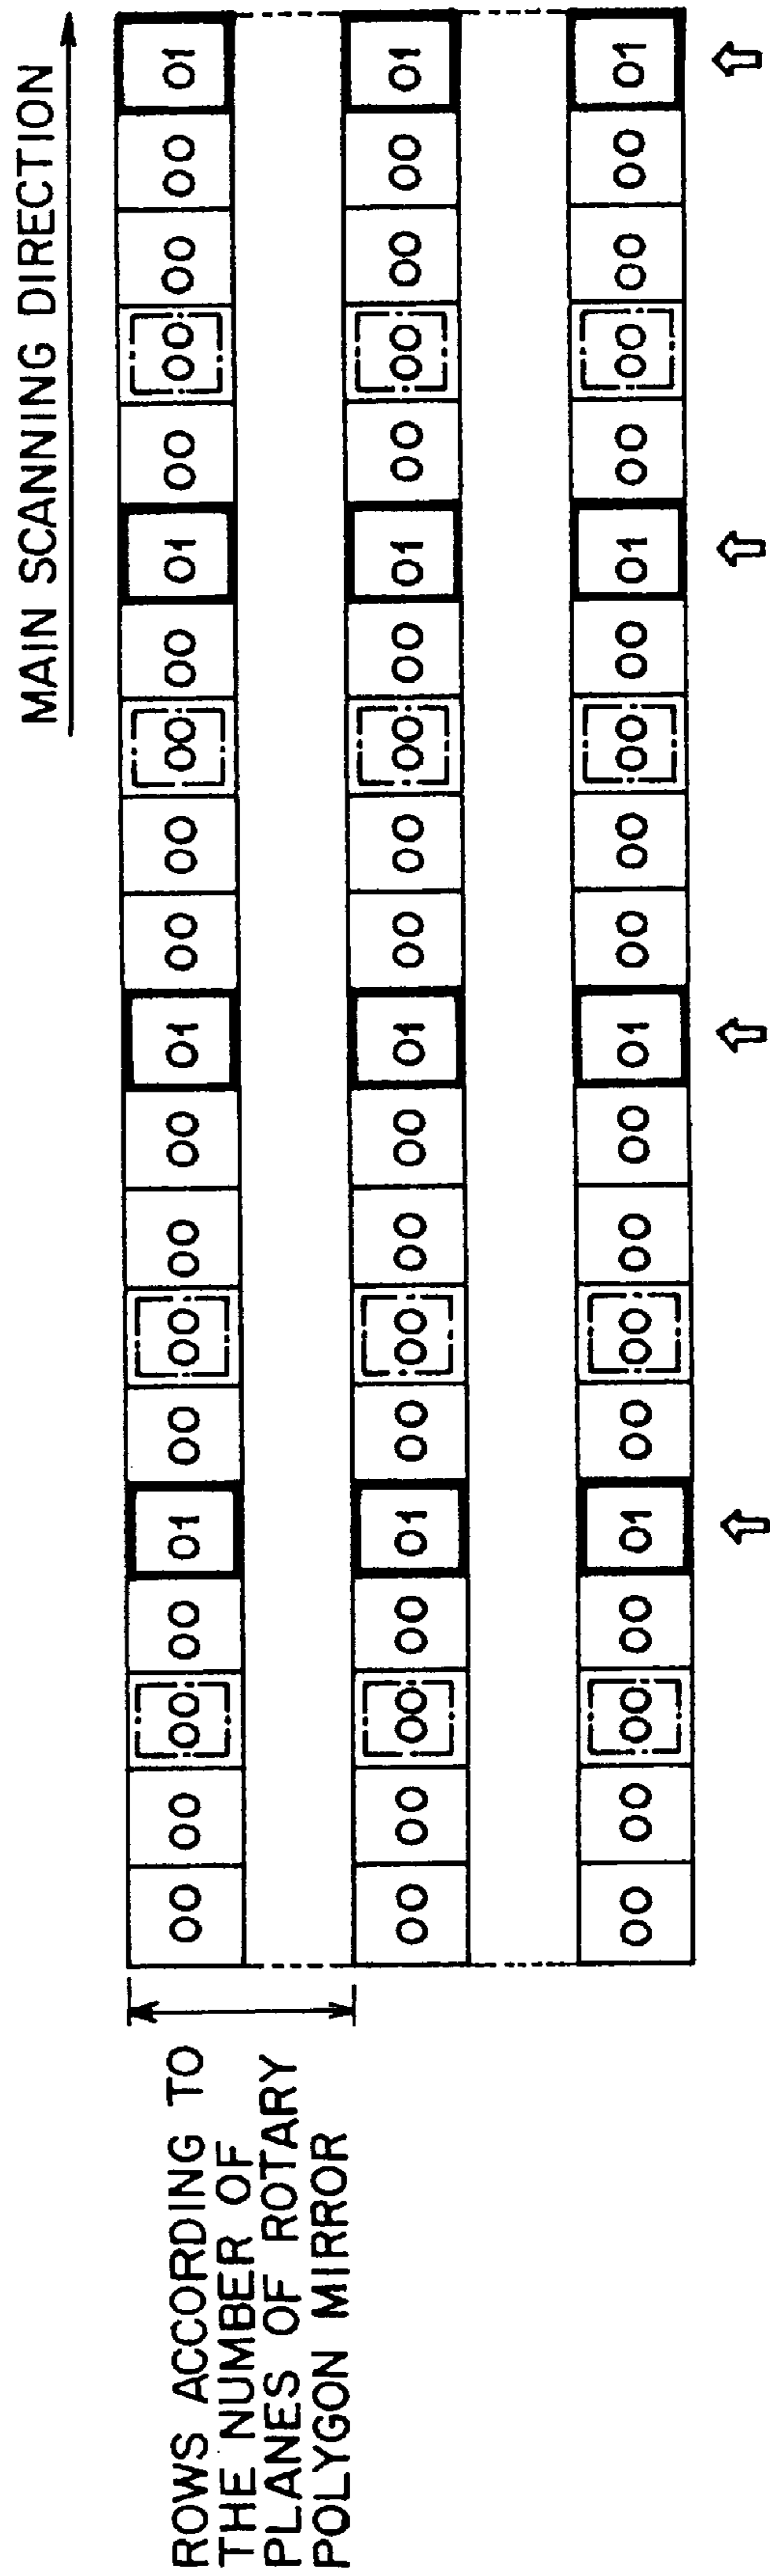 MAIN SCANNING DIRECTION
00 00 00 00 01 00 00 00 00 01 00 00 00 00 01 00 00 00 00 01
ROWS ACCORDING TO
THE NUMBER OF
PLANES OF ROTARY
POLYGON MIRROR
00 00 00 00 01 00 00 00 00 01 00 00 00 00 01 00 00 00 00 01
00 00 00 00 01 00 00 00 00 01 00 00 00 00 01 00 00 00 00 01